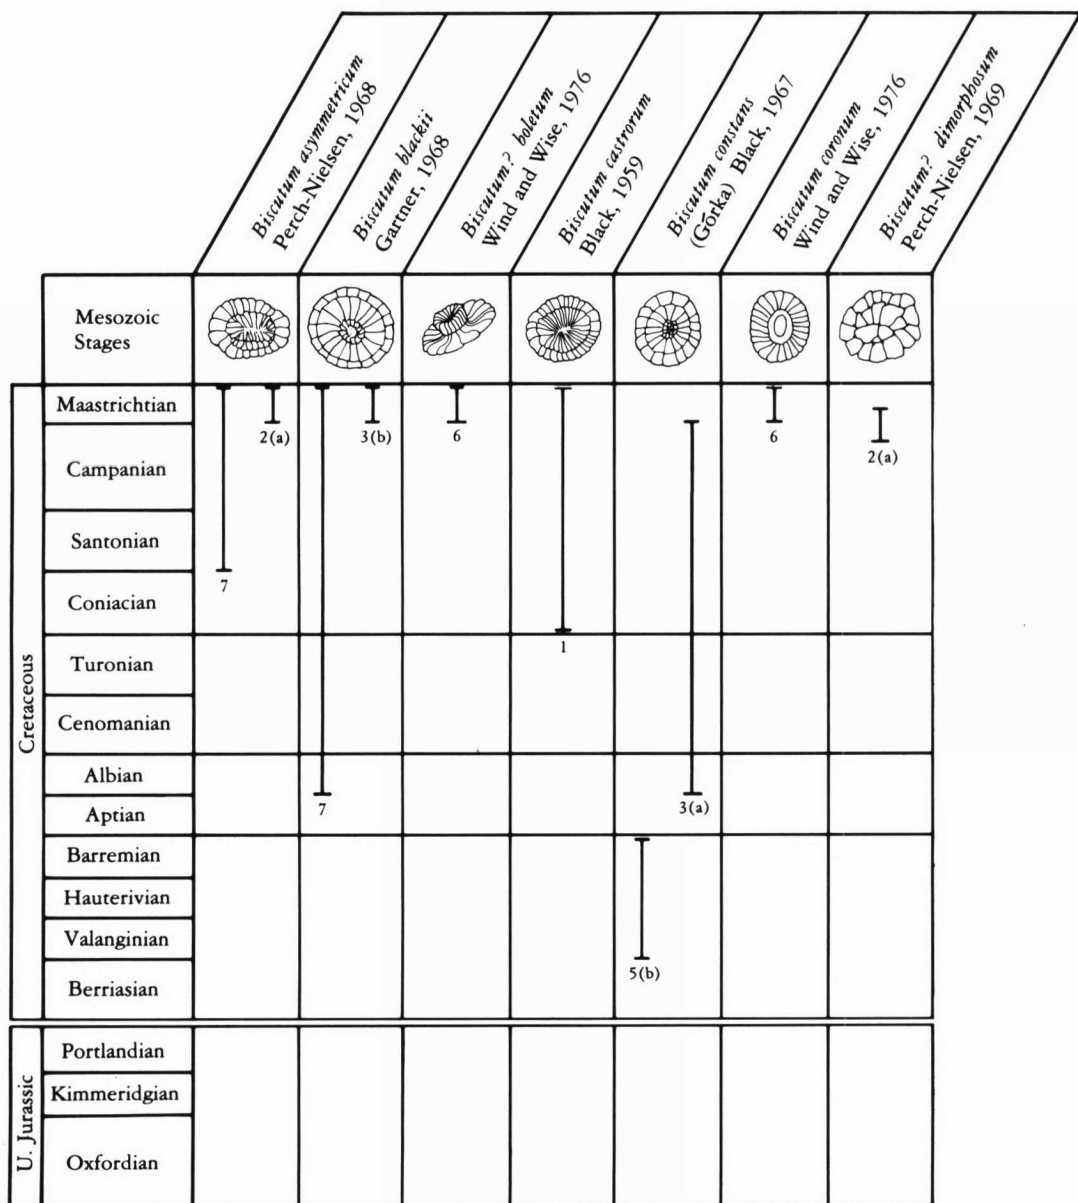 Biscutum asymmetricum
Perch-Nielsen, 1968
Biscutum blackii
Gartner, 1968
Biscutum? boletum
Wind and Wise, 1976
Biscutum castrorum
Black, 1959
Biscutum constans
(Górka) Black, 1967
Biscutum coronum
Wind and Wise, 1976
Biscutum? dimorphosum
Perch-Nielsen, 1969
Mesozoic
Stages
Cretaceous
Maastrichtian
2(a)
3(b)
6
6
Campanian
2(a)
Santonian
7
Coniacian
1
Turonian
Cenomanian
Albian
7
3(a)
Aptian
Barremian
Hauterivian
Valanginian
5(b)
Berriasian
U. Jurassic
Portlandian
Kimmeridgian
Oxfordian